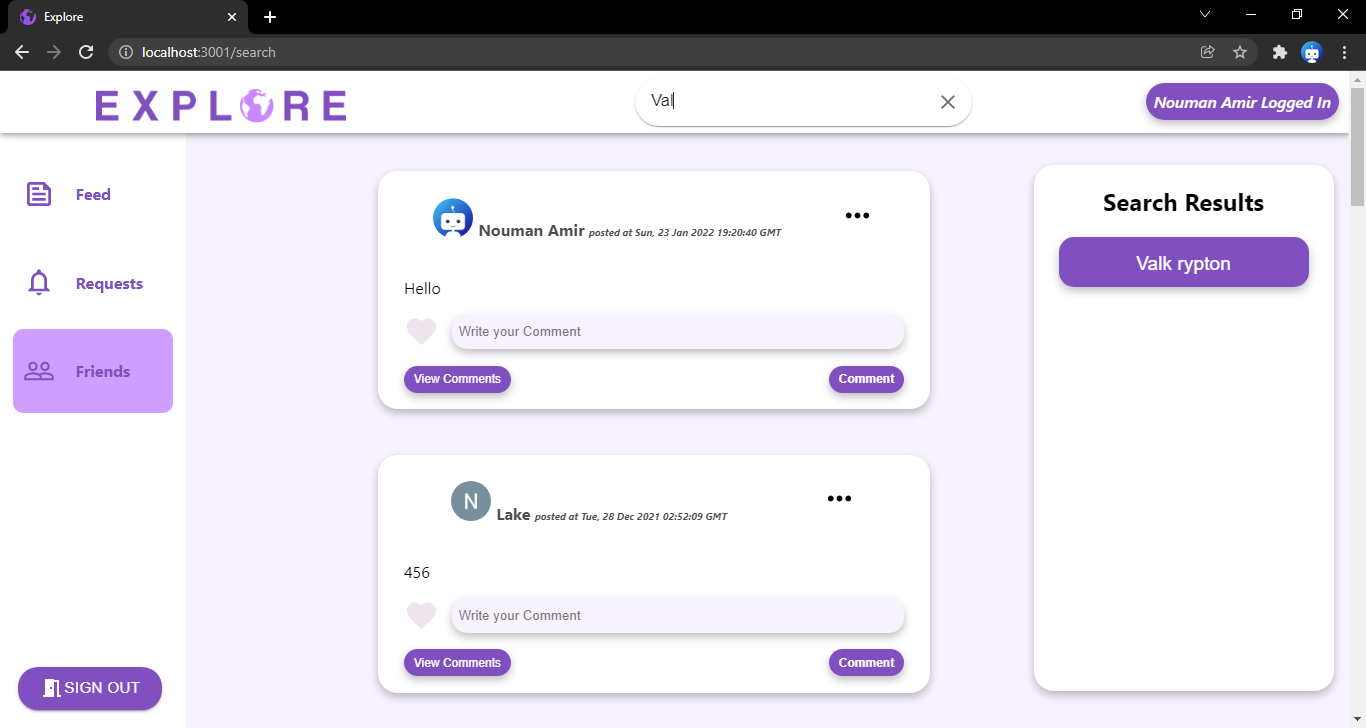 Explore
localhost:3001/search
EXPLORE
Val
Nouman Amir Logged In
Feed
Requests
Friends
SIGN OUT
Nouman Amir posted at Sun, 23 Jan 2022 19:20:40 GMT
Hello
Write your Comment
View Comments
Comment
N
Lake posted at Tue, 28 Dec 2021 02:52:09 GMT
456
Write your Comment
View Comments
Comment
Search Results
Valk rypton